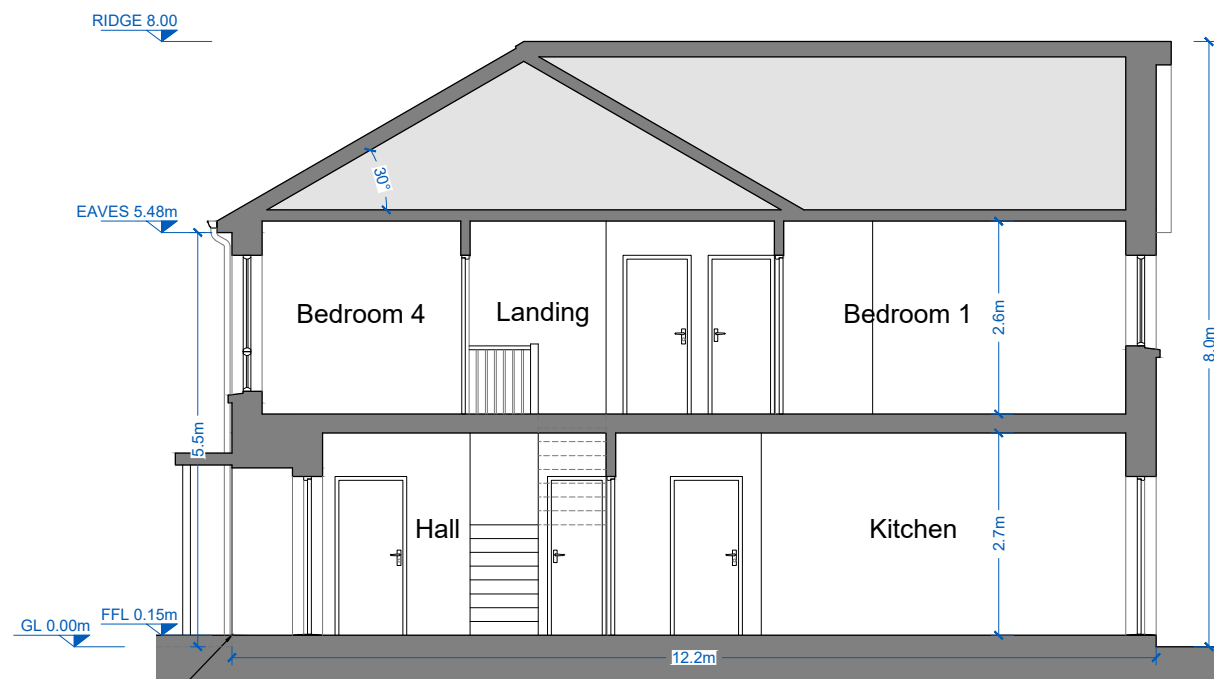 RIDGE 8.00
30°
EAVES 5.48m
Bedroom 4
Landing
Bedroom 1
2.6m
8.0m
5.5m
Hall
Kitchen
2.7m
FFL 0.15m
GL 0.00m
12.2m